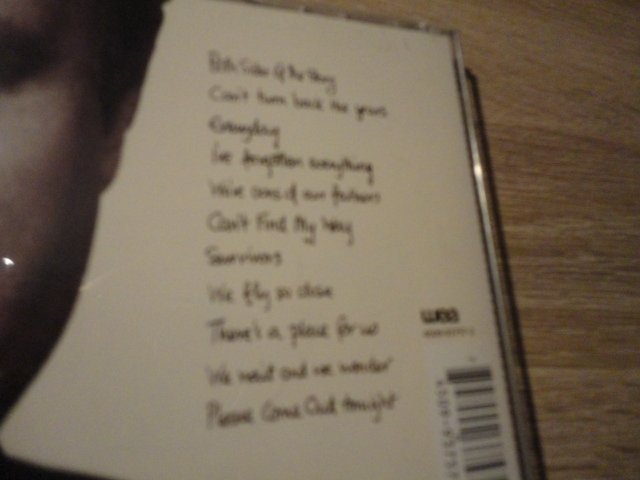 Both Sides of the Story
Can't turn back the years
Everyday
I've forgotten everything
We're sons of our fathers
Can't Find My Way
Survivors
We fly so close
There's a place for us
We wait and we wonder
Please Come Out tonight
wea